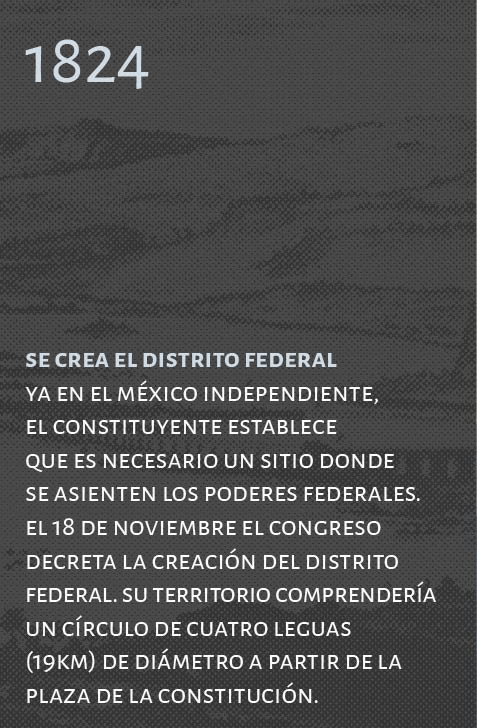 1824
SE CREA EL DISTRITO FEDERAL
YA EN EL MÉXICO INDEPENDIENTE,
EL CONSTITUYENTE ESTABLECE
QUE ES NECESARIO UN SITIO DONDE
SE ASIENTEN LOS PODERES FEDERALES.
EL 18 DE NOVIEMBRE EL CONGRESO
DECRETA LA CREACIÓN DEL DISTRITO
FEDERAL. SU TERRITORIO COMPRENDERÍA
UN CÍRCULO DE CUATRO LEGUAS
(19KM) DE DIÁMETRO A PARTIR DE LA
PLAZA DE LA CONSTITUCIÓN.